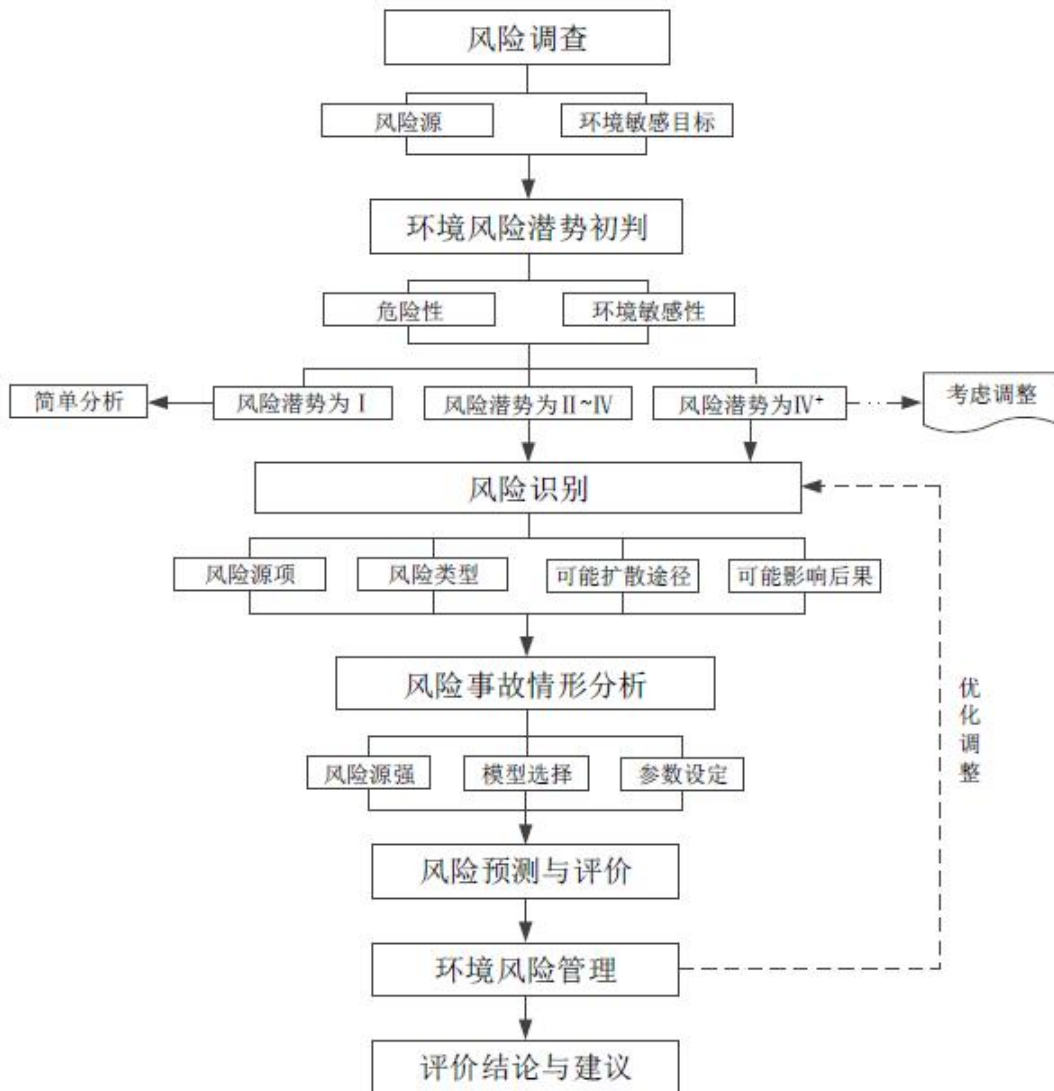 风险调查
风险源
环境敏感目标
环境风险潜势初判
危险性
环境敏感性
简单分析
风险潜势为Ⅰ
风险潜势为Ⅱ~Ⅳ
风险潜势为Ⅳ⁺
考虑调整
风险识别
风险源项
风险类型
可能扩散途径
可能影响后果
风险事故情形分析
优化调整
风险源强
模型选择
参数设定
风险预测与评价
环境风险管理
评价结论与建议